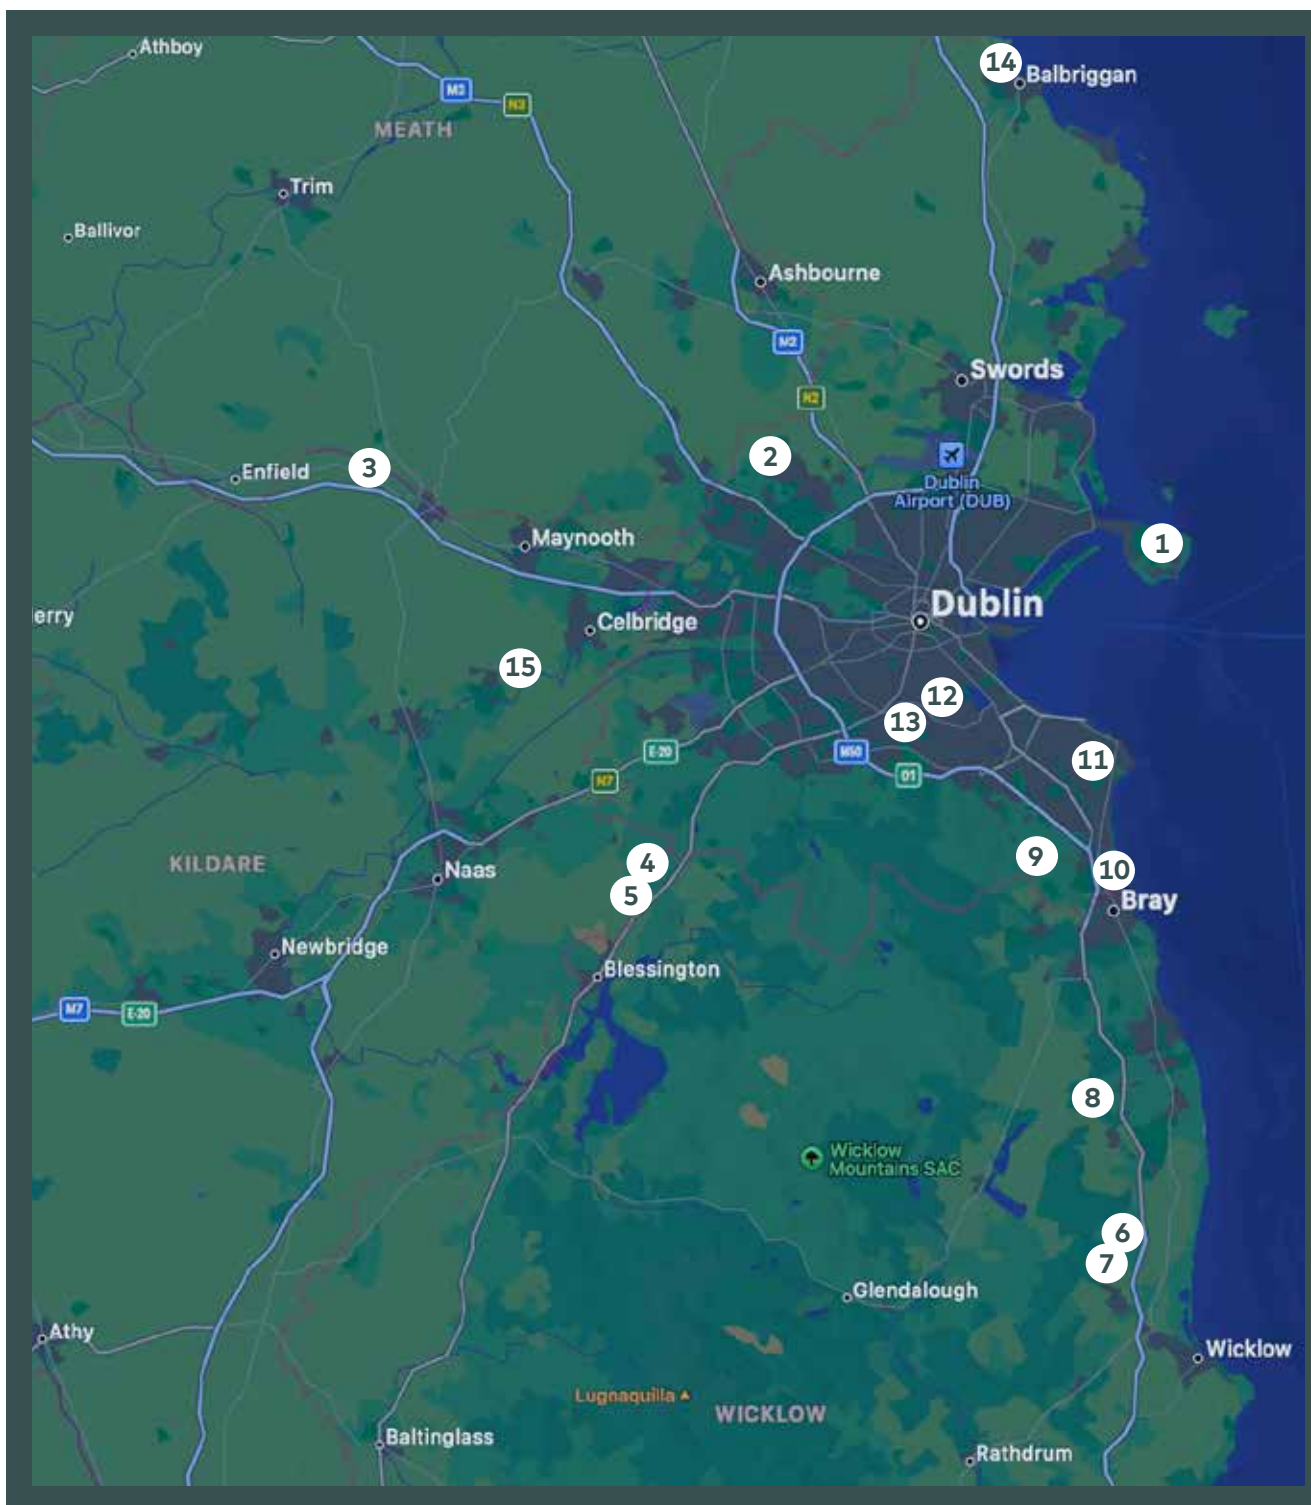 Athboy
14
Balbriggan
M3
N3
MEATH
Trim
Ballivor
Ashbourne
M2
Swords
N2
2
3
Enfield
Dublin
Airport (DUB)
Maynooth
1
Dublin
erry
Celbridge
15
12
13
E-20
M50
11
N7
01
4
9
KILDARE
10
Naas
5
Bray
Newbridge
Blessington
M7
E-20
8
Wicklow
Mountains SAC
6
7
Glendalough
Athy
Wicklow
Lugnaquilla
WICKLOW
Baltinglass
Rathdrum